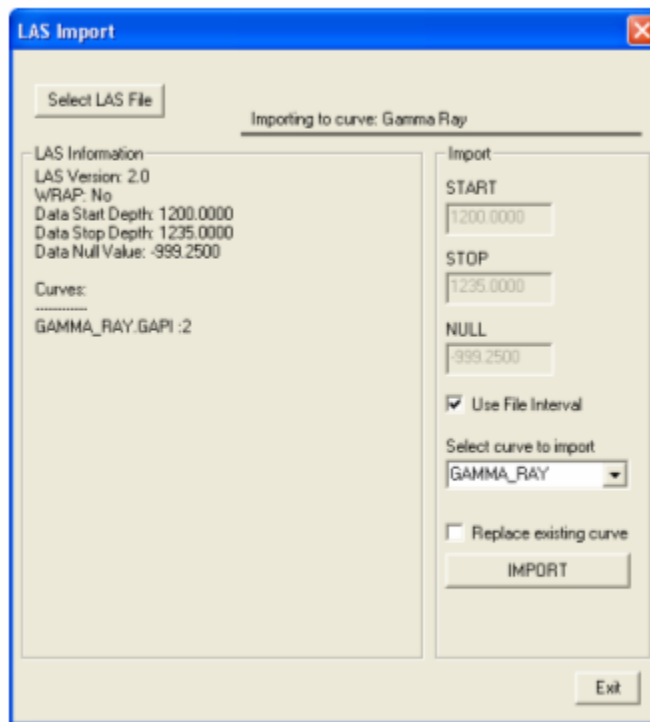 LAS Import
Select LAS File
Importing to curve: Gamma Ray
LAS Information
LAS Version: 2.0
WRAP: No
Data Start Depth: 1200.0000
Data Stop Depth: 1235.0000
Data Null Value: -999.2500
Curves:
-------------
GAMMA_RAY.GAPI :2
Import
START
1200.0000
STOP
1235.0000
NULL
-999.2500
Use File Interval
Select curve to import
GAMMA_RAY
Replace existing curve
IMPORT
Exit